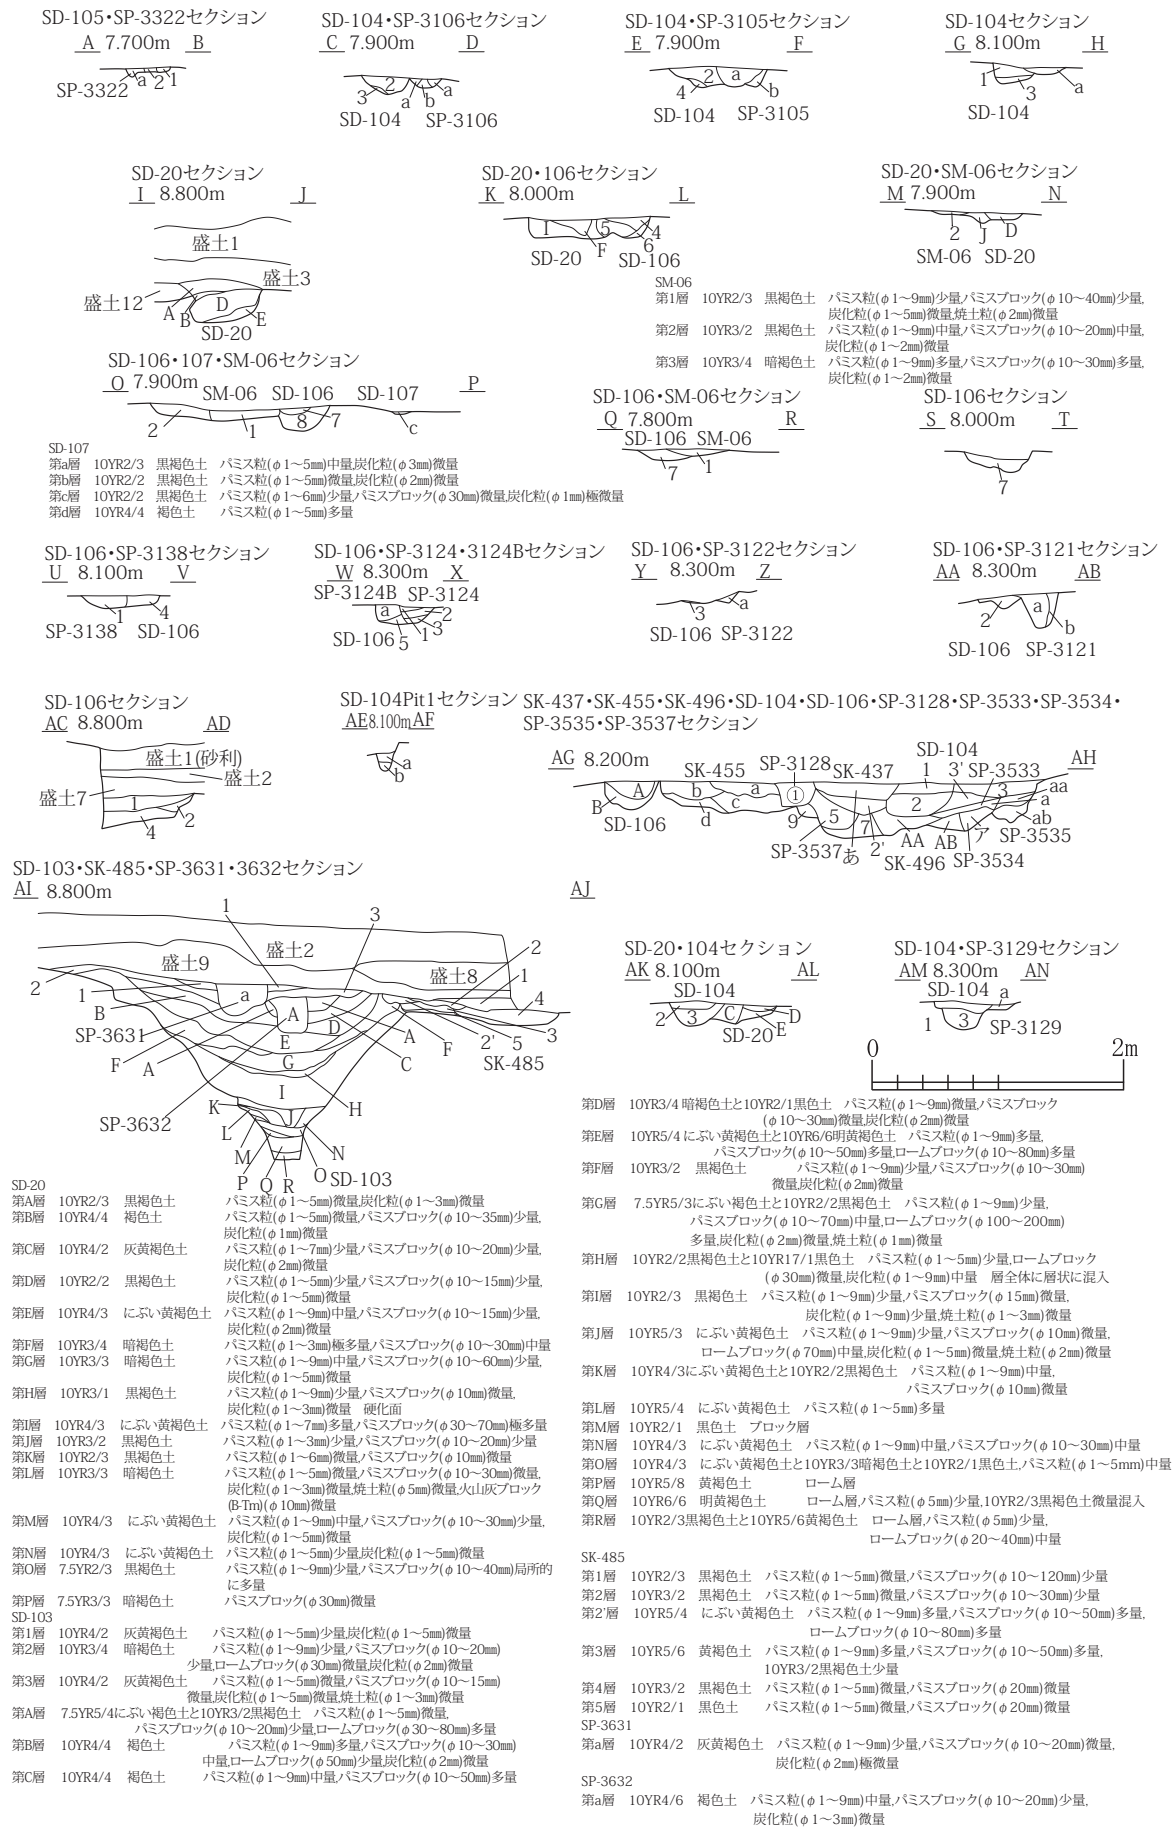 SD-105・SP-3322セクション
A 7.700m B
SP-3322 a 2 1
SD-104・SP-3106セクション
C 7.900m D
3 2 a b a
SD-104 SP-3106
SD-104・SP-3105セクション
E 7.900m F
4 2 a b
SD-104 SP-3105
SD-104セクション
G 8.100m H
1 3 a
SD-104
SD-20セクション
I 8.800m J
盛土1
盛土3
盛土12 A B D E
SD-20
SD-20・106セクション
K 8.000m L
I F 5 4 6
SD-20 SD-106
SD-20・SM-06セクション
M 7.900m N
2 J D
SM-06 SD-20
SM-06
第1層 10YR2/3 黒褐色土 パミス粒(φ1〜9㎜)少量,パミスブロック(φ10〜40㎜)少量,
炭化粒(φ1〜5㎜)微量,焼土粒(φ2㎜)微量
第2層 10YR3/2 黒褐色土 パミス粒(φ1〜9㎜)中量,パミスブロック(φ10〜20㎜)中量,
炭化粒(φ1〜2㎜)微量
第3層 10YR3/4 暗褐色土 パミス粒(φ1〜9㎜)多量,パミスブロック(φ10〜30㎜)多量,
炭化粒(φ1〜2㎜)微量
SD-106・107・SM-06セクション
O 7.900m P
SM-06 SD-106 SD-107
2 1 8 7 c
SD-107
第a層 10YR2/3 黒褐色土 パミス粒(φ1〜5㎜)中量炭化粒(φ3㎜)微量
第b層 10YR2/2 黒褐色土 パミス粒(φ1〜5㎜)微量,炭化粒(φ2㎜)微量
第c層 10YR2/2 黒褐色土 パミス粒(φ1〜6㎜)少量,パミスブロック(φ30㎜)微量,炭化粒(φ1㎜)極微量
第d層 10YR4/4 褐色土 パミス粒(φ1〜5㎜)多量
SD-106・SM-06セクション
Q 7.800m R
SD-106 SM-06
7 1
SD-106セクション
S 8.000m T
7
SD-106・SP-3138セクション
U 8.100m V
1 4
SP-3138 SD-106
SD-106・SP-3124・3124Bセクション
W 8.300m X
SP-3124B SP-3124
a 2
SD-106 5 1 3
SD-106・SP-3122セクション
Y 8.300m Z
3 a
SD-106 SP-3122
SD-106・SP-3121セクション
AA 8.300m AB
2 a b
SD-106 SP-3121
SD-106セクション
AC 8.800m AD
盛土1(砂利)
盛土2
盛土7 1
4 2
SD-104Pit1セクション
AE 8.100m AF
a
b
SK-437・SK-455・SK-496・SD-104・SD-106・SP-3128・SP-3533・SP-3534・
SP-3535・SP-3537セクション
AG 8.200m AH
SD-104
SP-3128
SK-455 SK-437 1 3' SP-3533
B A b a ① 2 3 aa
SD-106 d c 9 5 7 a
AA AB ア ab
SP-3535
SP-3537 あ 2' SK-496 SP-3534
SD-103・SK-485・SP-3631・3632セクション
AI 8.800m AJ
1 3
盛土2 2
盛土9 盛土8 1
2 1 a 4
B A
SP-3631 D A 2' 5 3
F A E C F SK-485
G
I H
K J
SP-3632 L
M N
P Q R O SD-103
SD-20・104セクション
AK 8.100m AL
SD-104
2 3 C D
SD-20 E
SD-104・SP-3129セクション
AM 8.300m AN
SD-104 a
1 3 SP-3129
0 2m
SD-20
第A層 10YR2/3 黒褐色土 パミス粒(φ1〜5㎜)微量,炭化粒(φ1〜3㎜)微量
第B層 10YR4/4 褐色土 パミス粒(φ1〜5㎜)微量,パミスブロック(φ10〜35㎜)少量,
炭化粒(φ1㎜)微量
第C層 10YR4/2 灰黄褐色土 パミス粒(φ1〜7㎜)少量,パミスブロック(φ10〜20㎜)少量,
炭化粒(φ2㎜)微量
第D層 10YR2/2 黒褐色土 パミス粒(φ1〜5㎜)少量,パミスブロック(φ10〜15㎜)少量,
炭化粒(φ1〜5㎜)微量
第E層 10YR4/3 にぶい黄褐色土 パミス粒(φ1〜9㎜)中量パミスブロック(φ10〜15㎜)少量,
炭化粒(φ2㎜)微量
第F層 10YR3/4 暗褐色土 パミス粒(φ1〜3㎜)極多量,パミスブロック(φ10〜30㎜)中量
第G層 10YR3/3 暗褐色土 パミス粒(φ1〜9㎜)中量,パミスブロック(φ10〜60㎜)少量,
炭化粒(φ1〜5㎜)微量
第H層 10YR3/1 黒褐色土 パミス粒(φ1〜9㎜)少量,パミスブロック(φ10㎜)微量,
炭化粒(φ1〜3㎜)微量 硬化面
第I層 10YR4/3 にぶい黄褐色土 パミス粒(φ1〜7㎜)多量,パミスブロック(φ30〜70㎜)極多量
第J層 10YR3/2 黒褐色土 パミス粒(φ1〜3㎜)少量,パミスブロック(φ10〜20㎜)少量
第K層 10YR2/3 黒褐色土 パミス粒(φ1〜6㎜)微量,パミスブロック(φ10㎜)微量
第L層 10YR3/3 暗褐色土 パミス粒(φ1〜5㎜)微量,パミスブロック(φ10〜30㎜)微量,
炭化粒(φ1〜3㎜)微量,焼土粒(φ5㎜)微量,火山灰ブロック
(B-Tm)(φ10㎜)微量
第M層 10YR4/3 にぶい黄褐色土 パミス粒(φ1〜9㎜)中量,パミスブロック(φ10〜30㎜)少量,
炭化粒(φ1〜5㎜)微量
第N層 10YR4/3 にぶい黄褐色土 パミス粒(φ1〜5㎜)少量,炭化粒(φ1〜5㎜)微量
第O層 7.5YR2/3 黒褐色土 パミス粒(φ1〜9㎜)少量,パミスブロック(φ10〜40㎜)局所的
に多量
第P層 7.5YR3/3 暗褐色土 パミスブロック(φ30㎜)微量
SD-103
第1層 10YR4/2 灰黄褐色土 パミス粒(φ1〜5㎜)少量,炭化粒(φ1〜5㎜)微量
第2層 10YR3/4 暗褐色土 パミス粒(φ1〜9㎜)少量,パミスブロック(φ10〜20㎜)
少量,ロームブロック(φ30㎜)微量,炭化粒(φ2㎜)微量
第3層 10YR4/2 灰黄褐色土 パミス粒(φ1〜5㎜)微量,パミスブロック(φ10〜15㎜)
微量,炭化粒(φ1〜5㎜)微量,焼土粒(φ1〜3㎜)微量
第A層 7.5YR5/4にぶい褐色土と10YR3/2黒褐色土 パミス粒(φ1〜5㎜)微量,
パミスブロック(φ10〜20㎜)少量,ロームブロック(φ30〜80㎜)多量
第B層 10YR4/4 褐色土 パミス粒(φ1〜9㎜)多量,パミスブロック(φ10〜30㎜)
中量,ロームブロック(φ50㎜)少量,炭化粒(φ2㎜)微量
第C層 10YR4/4 褐色土 パミス粒(φ1〜9㎜)中量,パミスブロック(φ10〜50㎜)多量
第D層 10YR3/4 暗褐色土と10YR2/1黒色土 パミス粒(φ1〜9㎜)微量,パミスブロック
(φ10〜30㎜)微量,炭化粒(φ2㎜)微量
第E層 10YR5/4 にぶい黄褐色土と10YR6/6明黄褐色土 パミス粒(φ1〜9㎜)多量,
パミスブロック(φ10〜50㎜)多量,ロームブロック(φ10〜80㎜)多量
第F層 10YR3/2 黒褐色土 パミス粒(φ1〜9㎜)少量,パミスブロック(φ10〜30㎜)
微量,炭化粒(φ2㎜)微量
第G層 7.5YR5/3にぶい褐色土と10YR2/2黒褐色土 パミス粒(φ1〜9㎜)少量,
パミスブロック(φ10〜70㎜)中量,ロームブロック(φ100〜200㎜)
多量,炭化粒(φ2㎜)微量,焼土粒(φ1㎜)微量
第H層 10YR2/2黒褐色土と10YR17/1黒色土 パミス粒(φ1〜5㎜)少量,ロームブロック
(φ30㎜)微量,炭化粒(φ1〜9㎜)中量 層全体に層状に混入
第I層 10YR2/3 黒褐色土 パミス粒(φ1〜9㎜)少量,パミスブロック(φ15㎜)微量,
炭化粒(φ1〜9㎜)少量,焼土粒(φ1〜3㎜)微量
第J層 10YR5/3 にぶい黄褐色土 パミス粒(φ1〜9㎜)少量,パミスブロック(φ10㎜)微量,
ロームブロック(φ70㎜)中量,炭化粒(φ1〜5㎜)微量,焼土粒(φ2㎜)微量
第K層 10YR4/3にぶい黄褐色土と10YR2/2黒褐色土 パミス粒(φ1〜9㎜)中量,
パミスブロック(φ10㎜)微量
第L層 10YR5/4 にぶい黄褐色土 パミス粒(φ1〜5㎜)多量
第M層 10YR2/1 黒色土 ブロック層
第N層 10YR4/3 にぶい黄褐色土 パミス粒(φ1〜9㎜)中量,パミスブロック(φ10〜30㎜)中量
第O層 10YR4/3 にぶい黄褐色土と10YR3/3暗褐色土と10YR2/1黒色土,パミス粒(φ1〜5mm)中量
第P層 10YR5/8 黄褐色土 ローム層
第Q層 10YR6/6 明黄褐色土 ローム層,パミス粒(φ5㎜)少量,10YR2/3黒褐色土微量混入
第R層 10YR2/3黒褐色土と10YR5/6黄褐色土 ローム層,パミス粒(φ5㎜)少量,
ロームブロック(φ20〜40㎜)中量
SK-485
第1層 10YR2/3 黒褐色土 パミス粒(φ1〜5㎜)微量,パミスブロック(φ10〜120㎜)少量
第2層 10YR3/2 黒褐色土 パミス粒(φ1〜5㎜)微量,パミスブロック(φ10〜30㎜)少量
第2'層 10YR5/4 にぶい黄褐色土 パミス粒(φ1〜9㎜)多量,パミスブロック(φ10〜50㎜)多量,
ロームブロック(φ10〜80㎜)多量
第3層 10YR5/6 黄褐色土 パミス粒(φ1〜9㎜)多量パミスブロック(φ10〜50㎜)多量,
10YR3/2黒褐色土少量
第4層 10YR3/2 黒褐色土 パミス粒(φ1〜5㎜)微量,パミスブロック(φ20㎜)微量
第5層 10YR2/1 黒色土 パミス粒(φ1〜5㎜)微量,パミスブロック(φ20㎜)微量
SP-3631
第a層 10YR4/2 灰黄褐色土 パミス粒(φ1〜9㎜)少量,パミスブロック(φ10〜20㎜)微量,
炭化粒(φ2㎜)極微量
SP-3632
第a層 10YR4/6 褐色土 パミス粒(φ1〜9㎜)中量,パミスブロック(φ10〜20㎜)少量,
炭化粒(φ1〜3㎜)微量